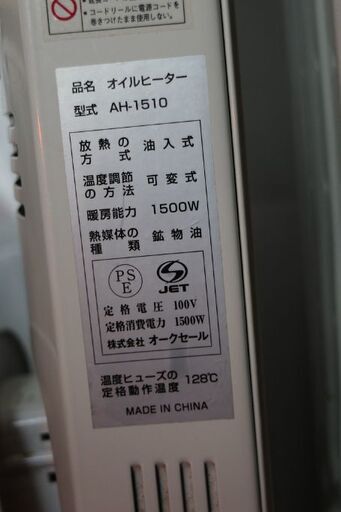 ・コードリールに電源コードを
巻きつけたまま使用しない。
品名 オイルヒーター
型式 AH-1510
放熱の方式 油入式
温度調節の方法 可変式
暖房能力 1500W
熱媒体の種類 鉱物油
PS
E
JET
定格電圧 100V
定格消費電力 1500W
株式会社 オークセール
温度ヒューズの定格動作温度 128℃
MADE IN CHINA